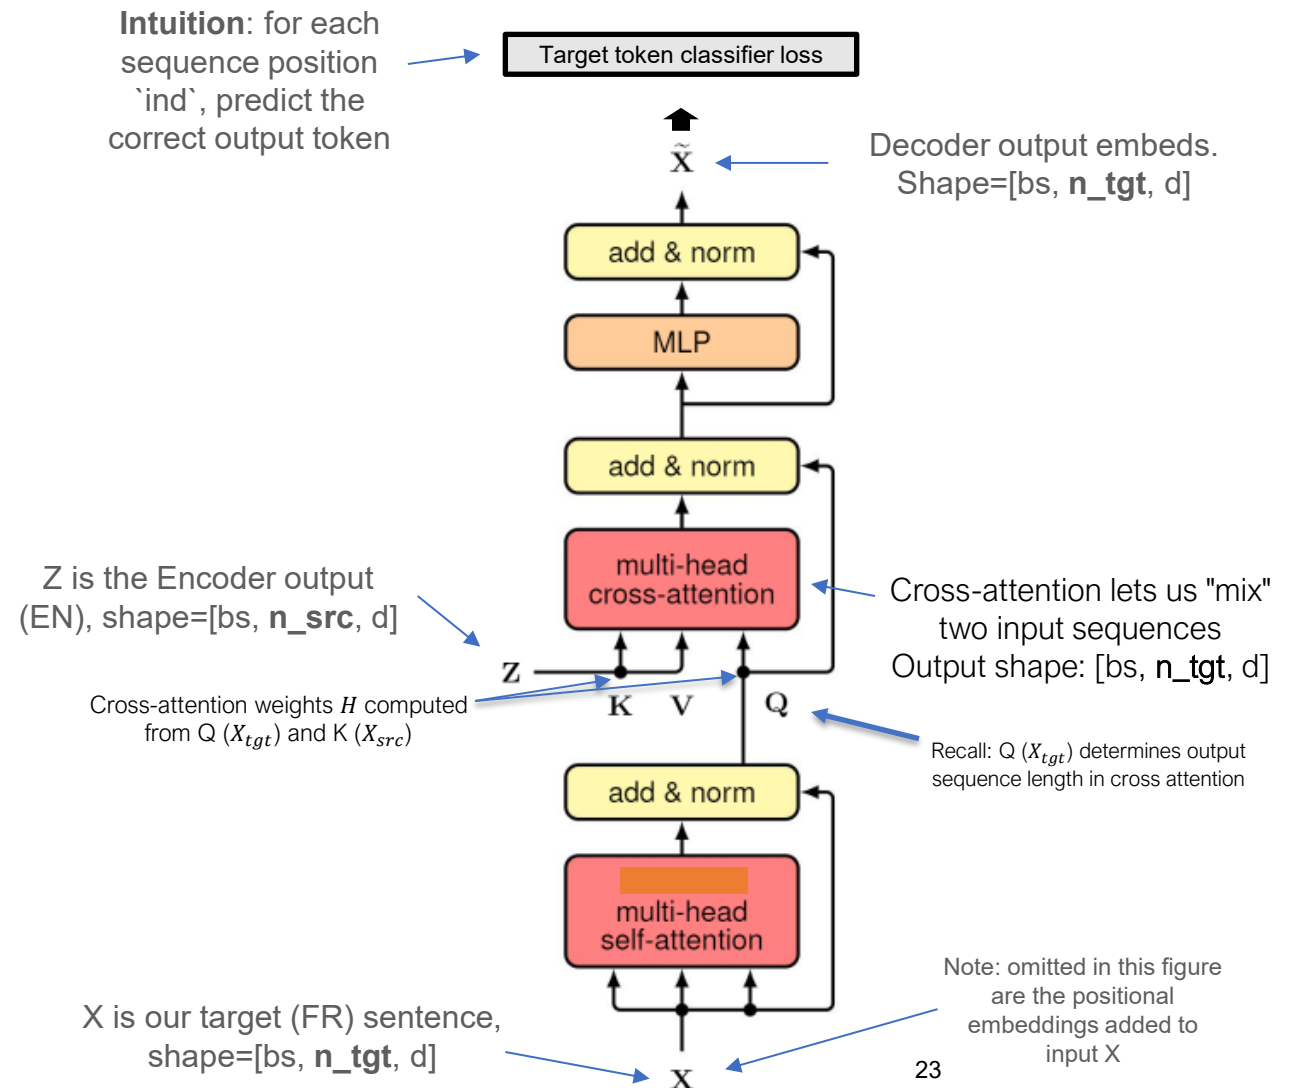 Intuition: for each
sequence position
`ind`, predict the
correct output token
Target token classifier loss
X̃
Decoder output embeds.
Shape=[bs, n_tgt, d]
add & norm
MLP
add & norm
multi-head
cross-attention
Z is the Encoder output
(EN), shape=[bs, n_src, d]
Cross-attention lets us "mix"
two input sequences
Output shape: [bs, n_tgt, d]
Z
K
V
Q
Cross-attention weights H computed
from Q (X_tgt) and K (X_src)
Recall: Q (X_tgt) determines output
sequence length in cross attention
add & norm
multi-head
self-attention
Note: omitted in this figure
are the positional
embeddings added to
input X
X is our target (FR) sentence,
shape=[bs, n_tgt, d]
X
23